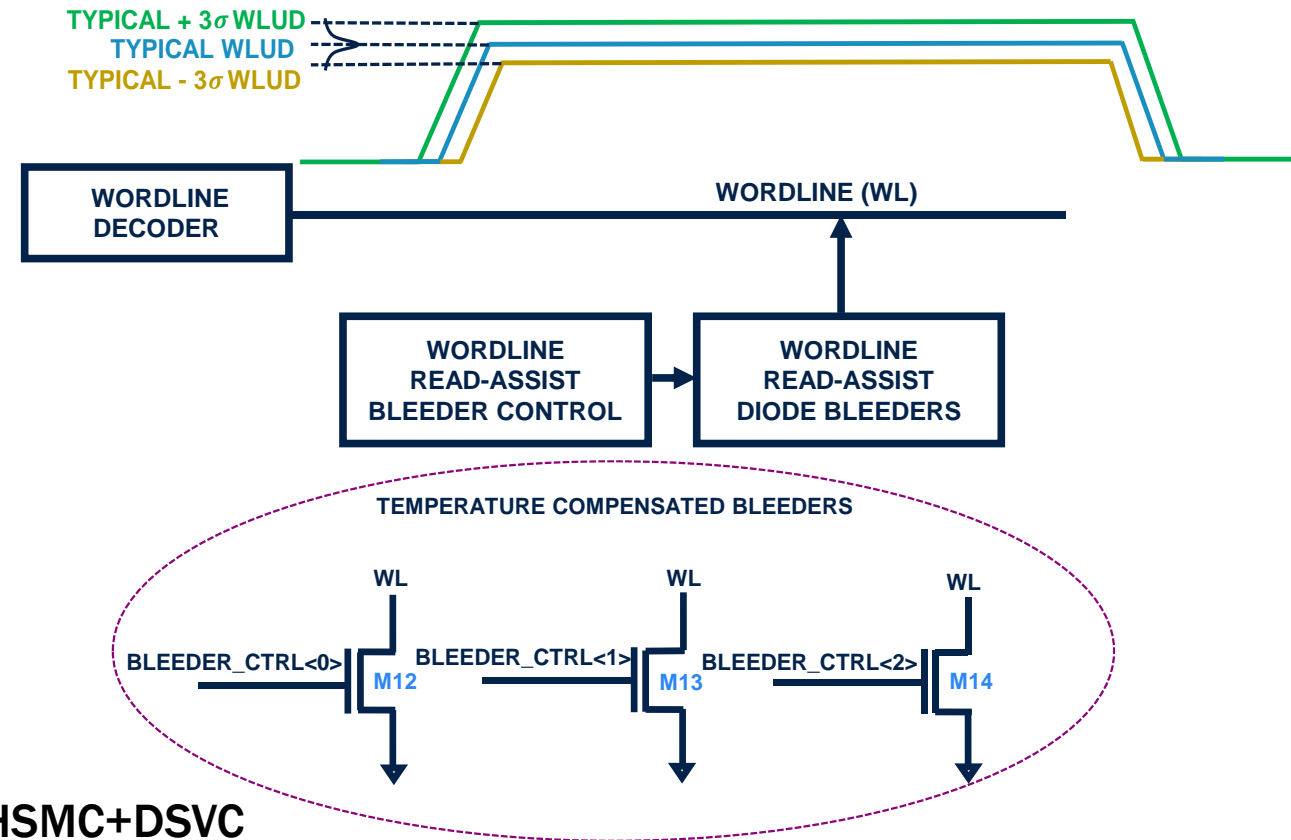 TYPICAL + 3σ WLUD
TYPICAL WLUD
TYPICAL - 3σ WLUD
WORDLINE
DECODER
WORDLINE (WL)
WORDLINE
READ-ASSIST
BLEEDER CONTROL
WORDLINE
READ-ASSIST
DIODE BLEEDERS
TEMPERATURE COMPENSATED BLEEDERS
WL
WL
WL
BLEEDER_CTRL<0>
M12
BLEEDER_CTRL<1>
M13
BLEEDER_CTRL<2>
M14
HSMC+DSVC